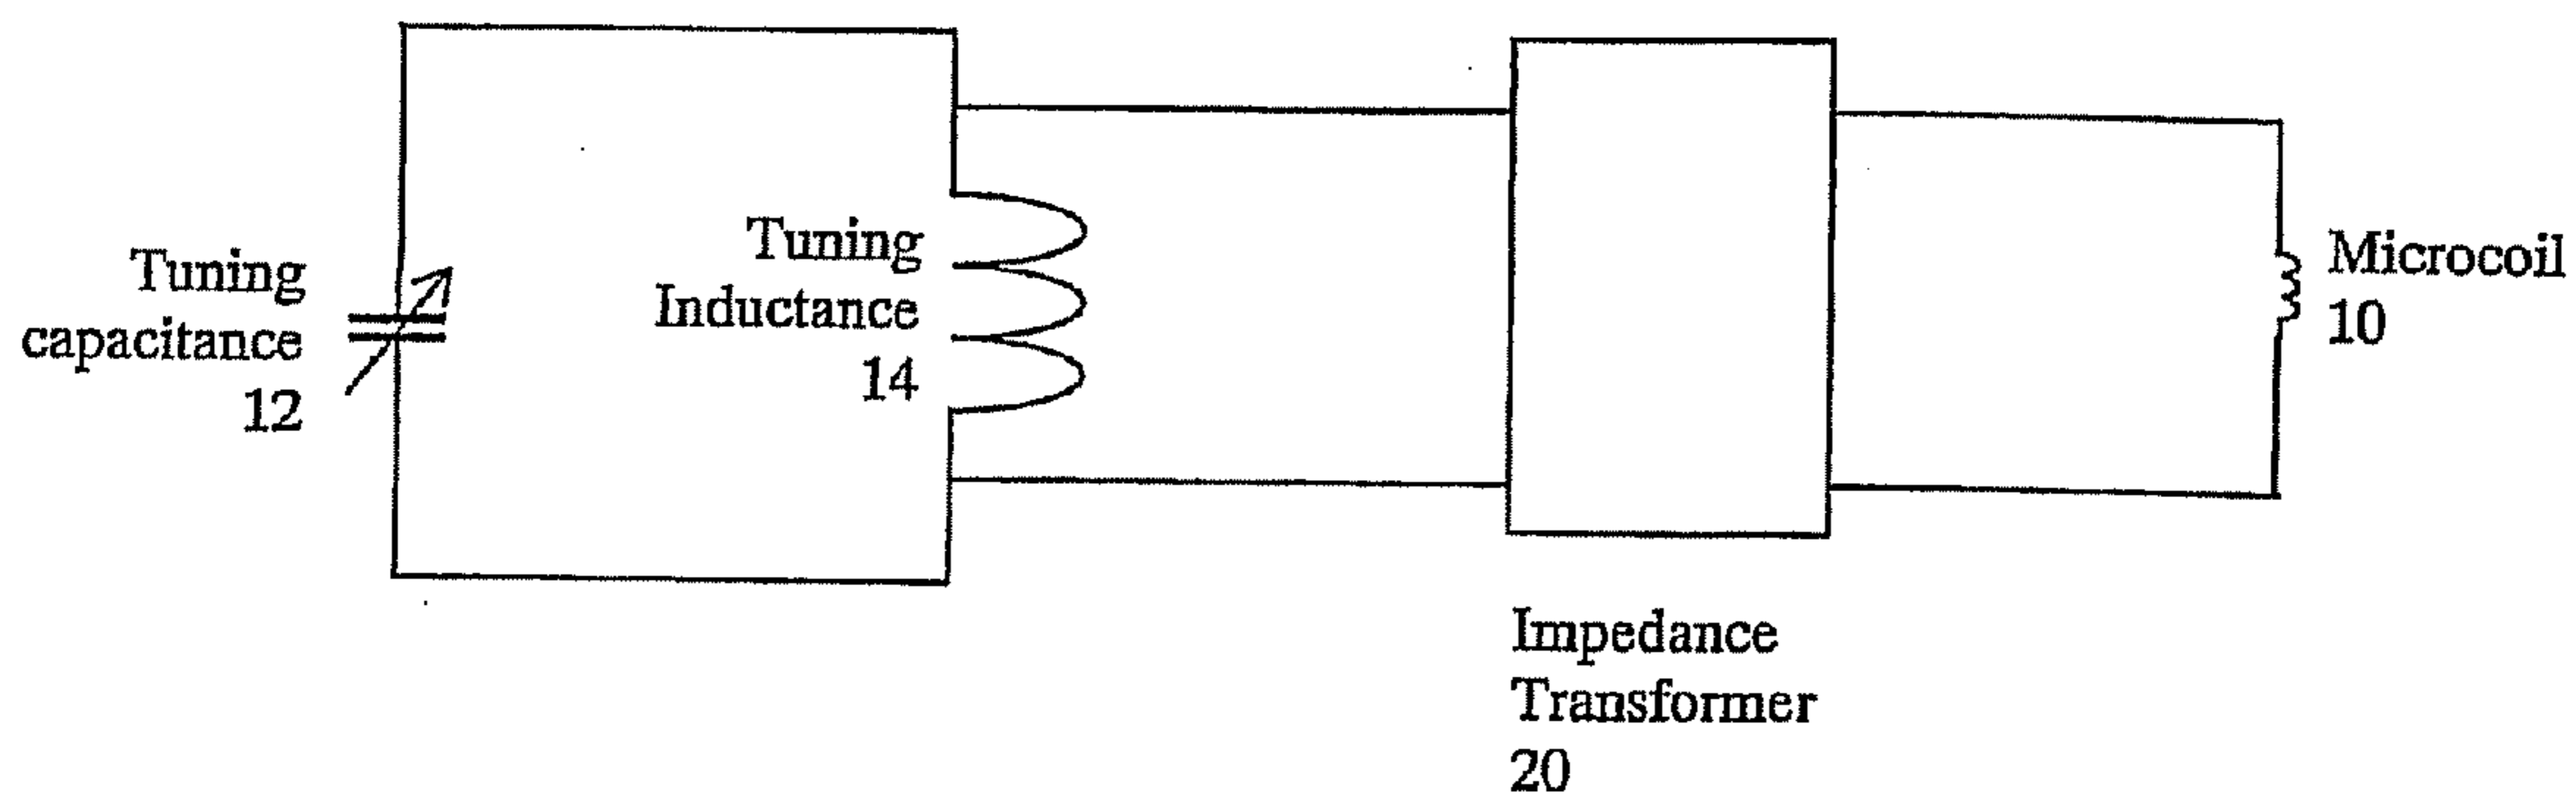 Tuning
capacitance
12
Tuning
Inductance
14
Impedance
Transformer
20
Microcoil
10